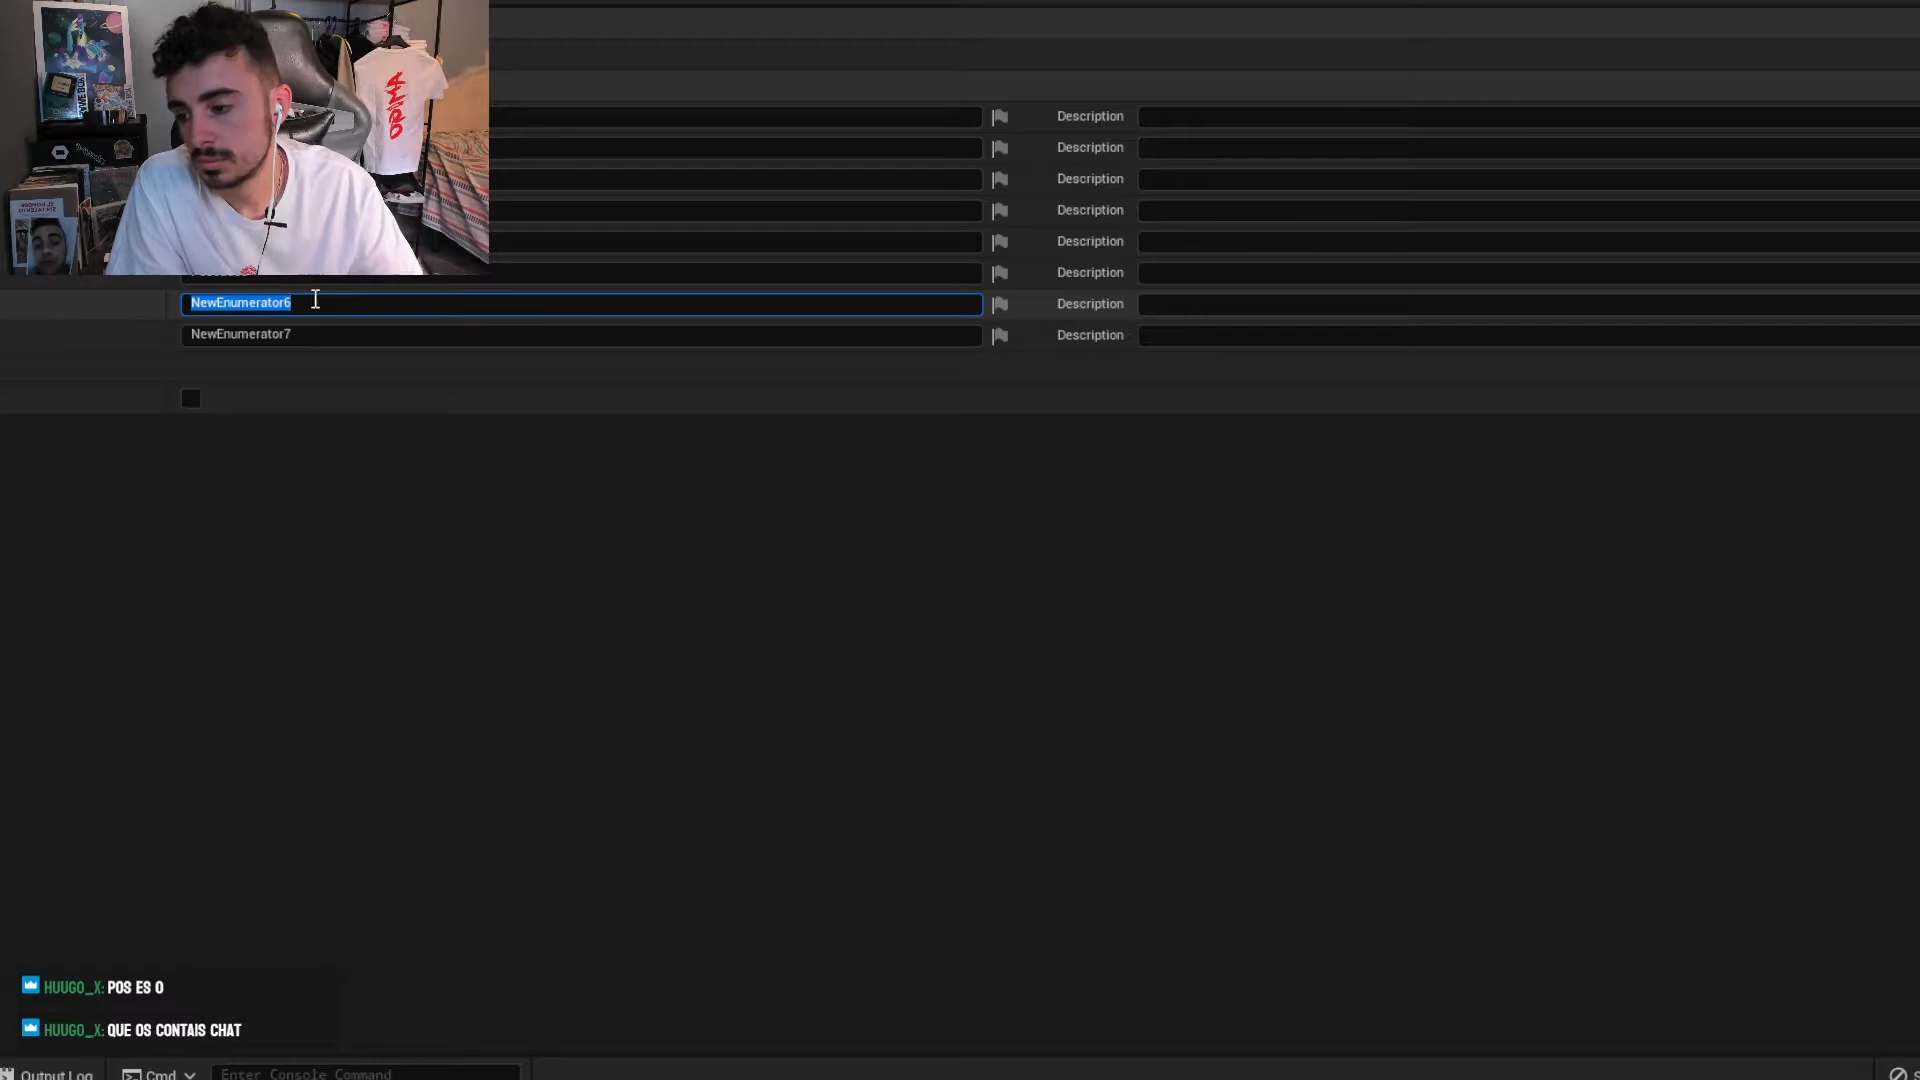 Description
Description
Description
Description
Description
Description
NewEnumerator6
Description
NewEnumerator7
Description
HUUGO_X: POS ES O
HUUGO_X: QUE OS CONTAIS CHAT
Output Log
Cmd
Enter Console Command